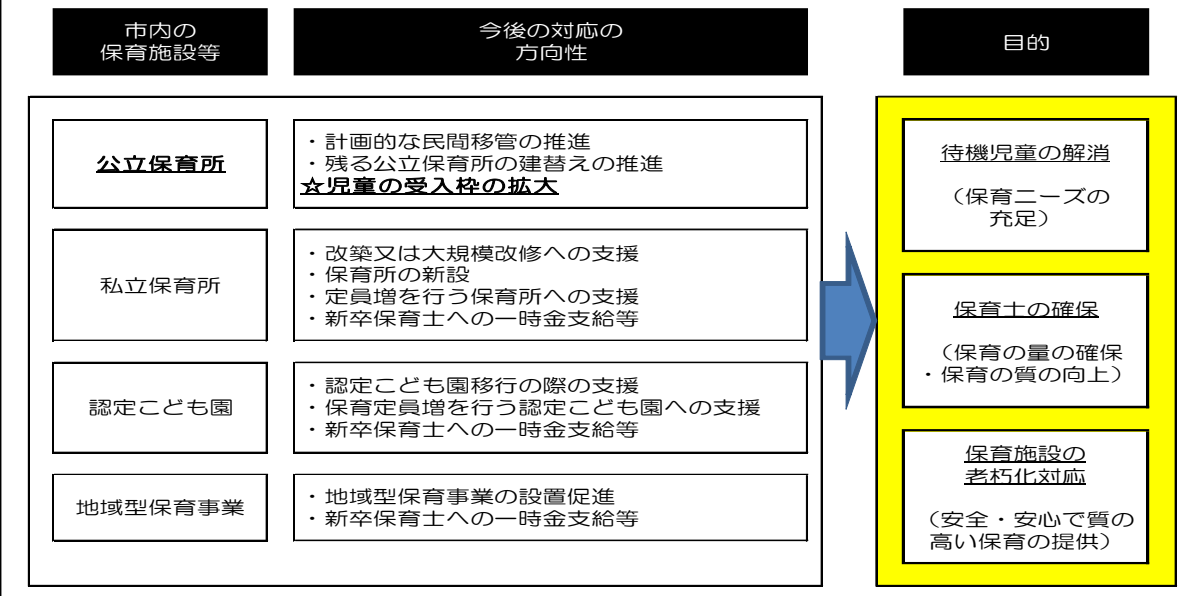 市内の
保育施設等
今後の対応の
方向性
目的
公立保育所
・計画的な民間移管の推進
・残る公立保育所の建替えの推進
☆児童の受入枠の拡大
私立保育所
・改築又は大規模改修への支援
・保育所の新設
・定員増を行う保育所への支援
・新卒保育士への一時金支給等
認定こども園
・認定こども園移行の際の支援
・保育定員増を行う認定こども園への支援
・新卒保育士への一時金支給等
地域型保育事業
・地域型保育事業の設置促進
・新卒保育士への一時金支給等
待機児童の解消
（保育ニーズの
充足）
保育士の確保
（保育の量の確保
・保育の質の向上）
保育施設の
老朽化対応
（安全・安心で質の
高い保育の提供）